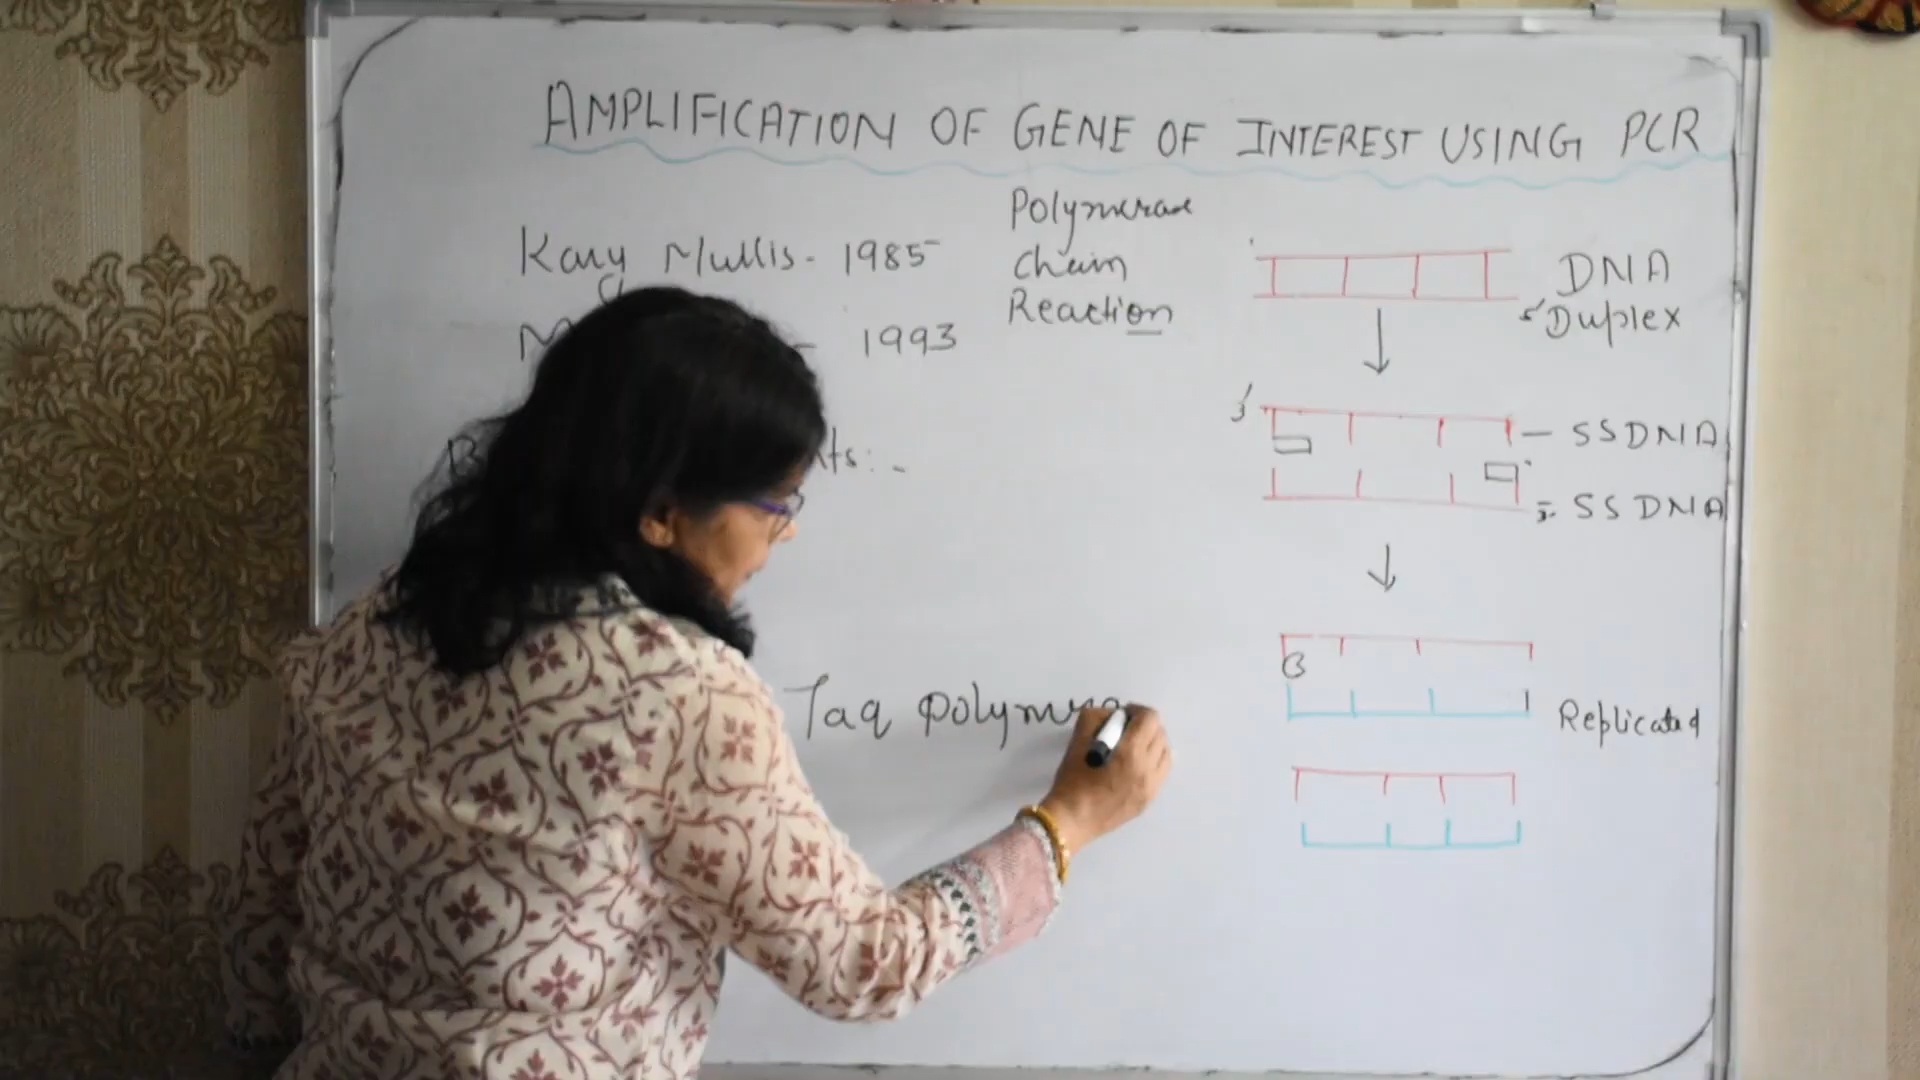 AMPLIFICATION OF GENE OF INTEREST USING PCR
Kary Mullis - 1985
1993
Polymerase
Chain
Reaction
Taq polymera
DNA
Duplex
3'
SSDNA
SSDNA
Replicated